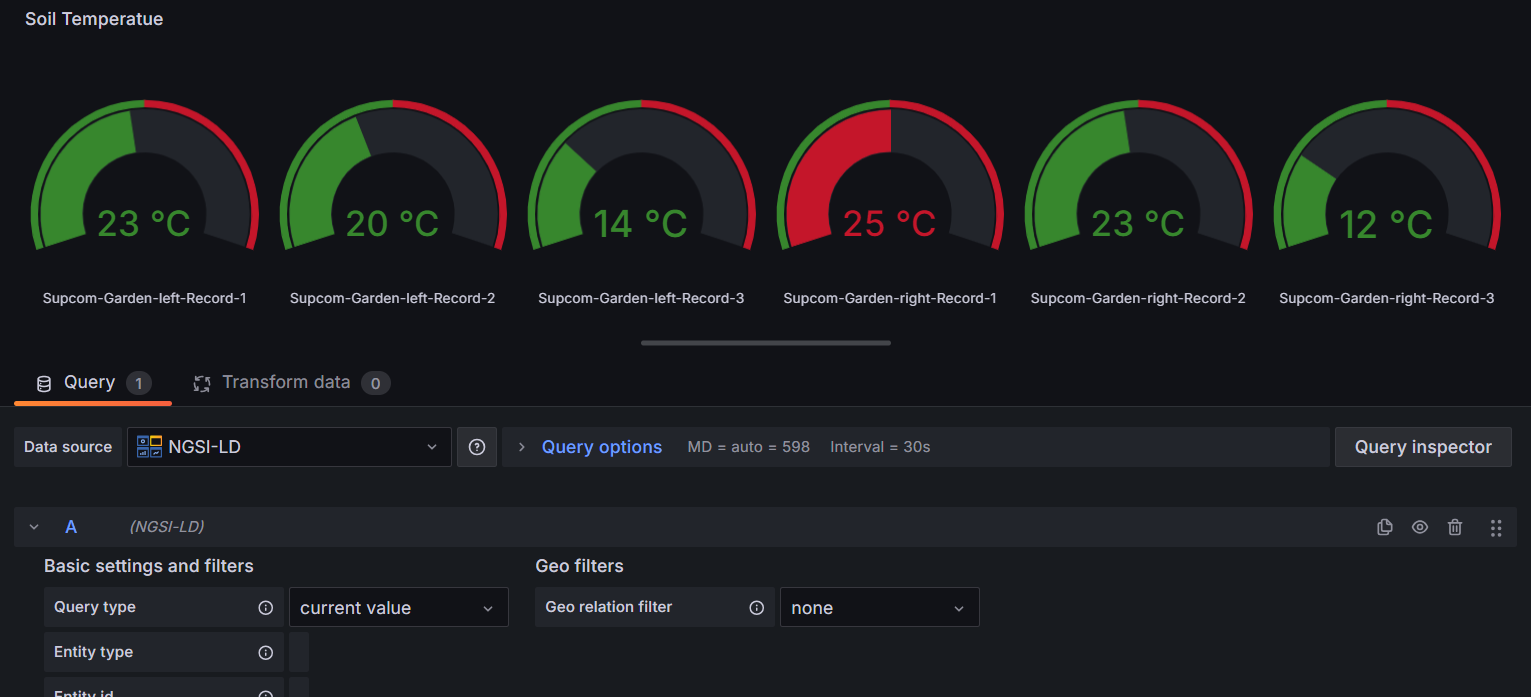 Soil Temperatue
23 °C 20 °C 14 °C 25 °C 23 °C 12 °C
Supcom-Garden-left-Record-1 Supcom-Garden-left-Record-2 Supcom-Garden-left-Record-3 Supcom-Garden-right-Record-1 Supcom-Garden-right-Record-2 Supcom-Garden-right-Record-3
Query 1 Transform data 0
Data source NGSI-LD Query options MD = auto = 598 Interval = 30s Query inspector
A (NGSI-LD)
Basic settings and filters Geo filters
Query type current value Geo relation filter none
Entity type
Entity id